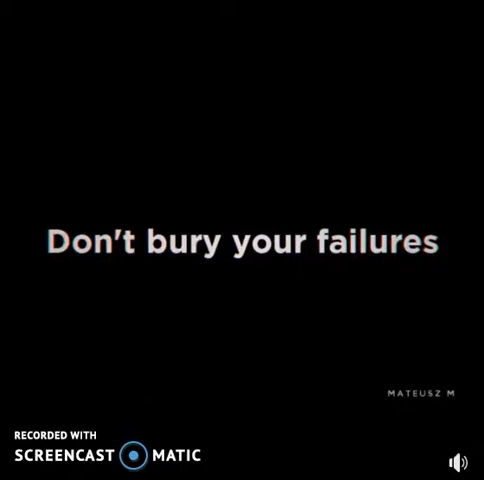 Don't bury your failures
MATEUSZ M
RECORDED WITH
SCREENCAST MATIC